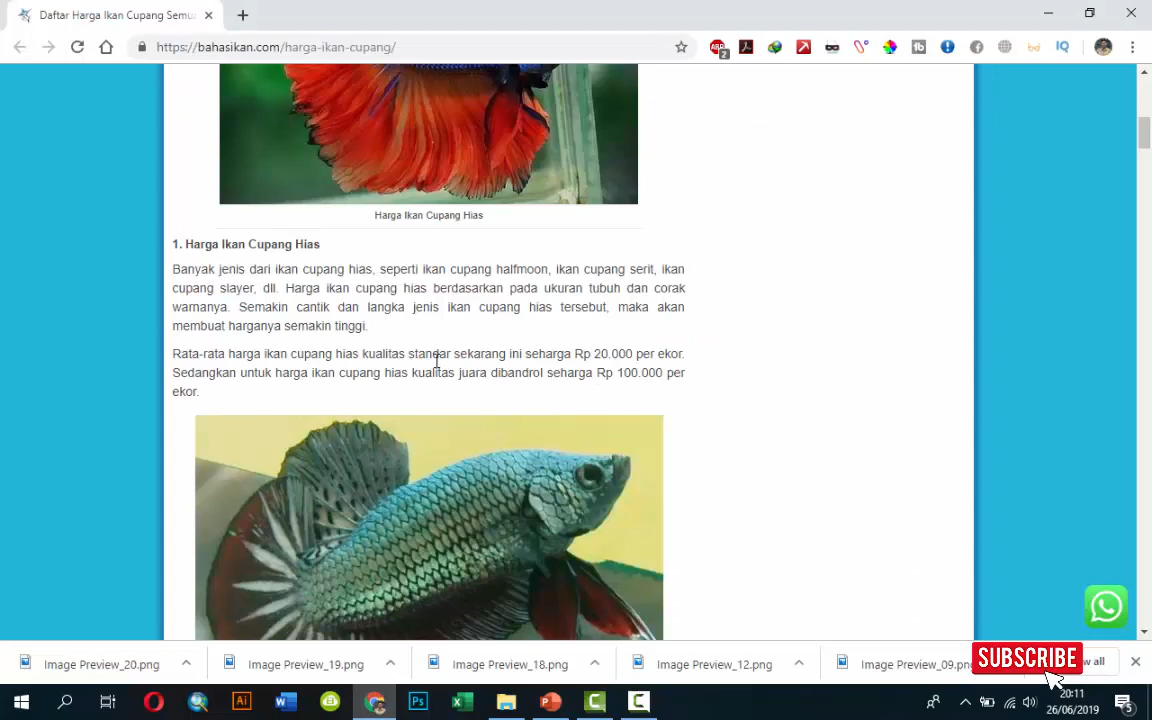 Daftar Harga Ikan Cupang Semua
https://bahasikan.com/harga-ikan-cupang/
Harga Ikan Cupang Hias
1. Harga Ikan Cupang Hias
Banyak jenis dari ikan cupang hias, seperti ikan cupang halfmoon, ikan cupang serit, ikan
cupang slayer, dll. Harga ikan cupang hias berdasarkan pada ukuran tubuh dan corak
warnanya. Semakin cantik dan langka jenis ikan cupang hias tersebut, maka akan
membuat harganya semakin tinggi.
Rata-rata harga ikan cupang hias kualitas standar sekarang ini seharga Rp 20.000 per ekor.
Sedangkan untuk harga ikan cupang hias kualitas juara dibandrol seharga Rp 100.000 per
ekor.
Image Preview_20.png
Image Preview_19.png
Image Preview_18.png
Image Preview_12.png
Image Preview_09.png
SUBSCRIBE
all
20:11
26/06/2019